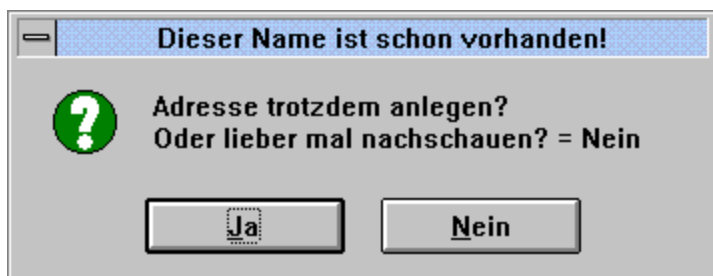 Dieser Name ist schon vorhanden!
Adresse trotzdem anlegen?
Oder lieber mal nachschauen? = Nein
Ja
Nein